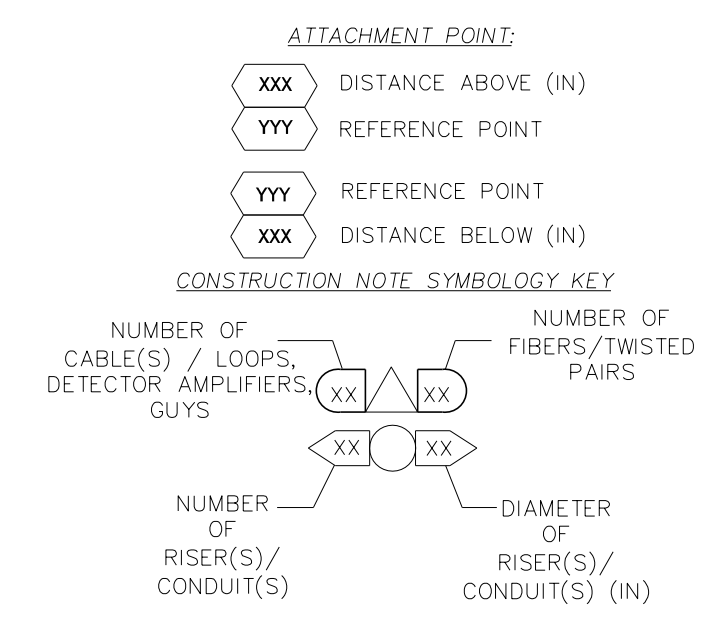 ATTACHMENT POINT:
XXX DISTANCE ABOVE (IN)
YYY REFERENCE POINT
YYY REFERENCE POINT
XXX DISTANCE BELOW (IN)
CONSTRUCTION NOTE SYMBOLOGY KEY
NUMBER OF
CABLE(S) / LOOPS,
DETECTOR AMPLIFIERS,
GUYS
NUMBER OF
FIBERS/TWISTED
PAIRS
XX XX
XX XX
NUMBER
OF
RISER(S)/
CONDUIT(S)
DIAMETER
OF
RISER(S)/
CONDUIT(S) (IN)